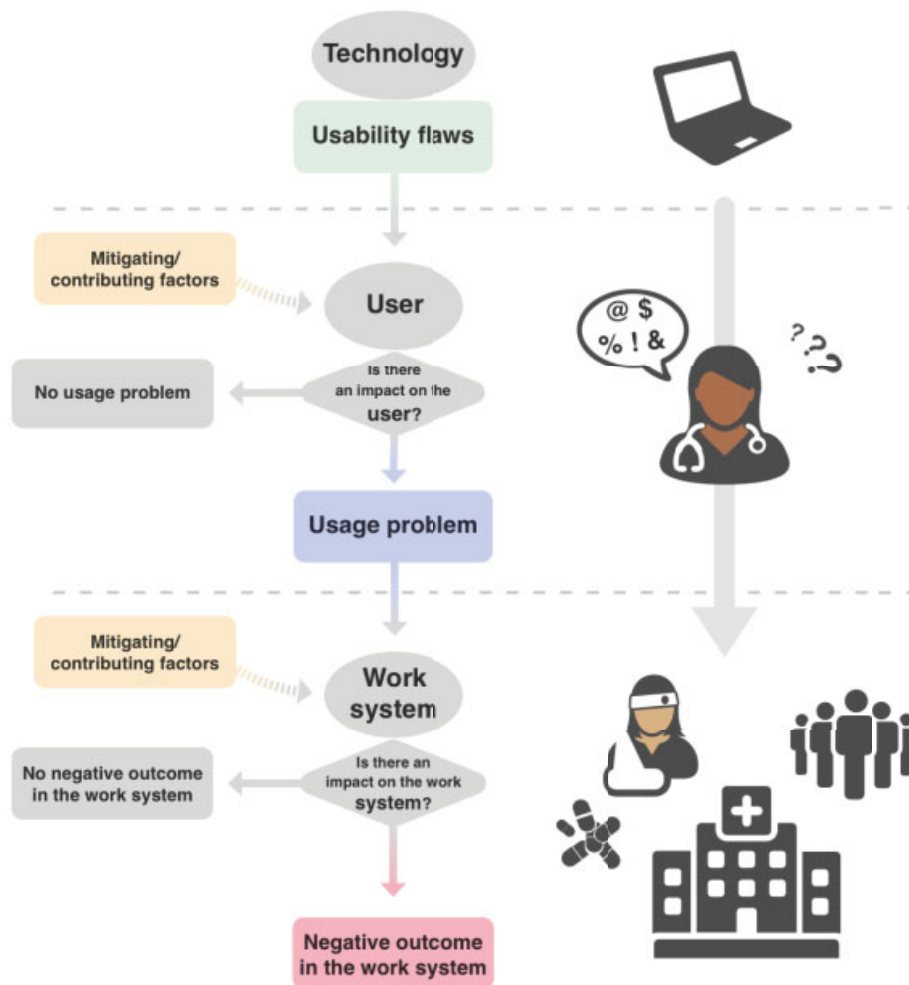 Technology
Usability flaws
Mitigating/
contributing factors
User
@ $
% ! &
? ? ?
No usage problem
Is there
an impact on the
user?
Usage problem
Mitigating/
contributing factors
Work
system
No negative outcome
in the work system
Is there an
impact on the work
system?
Negative outcome
in the work system